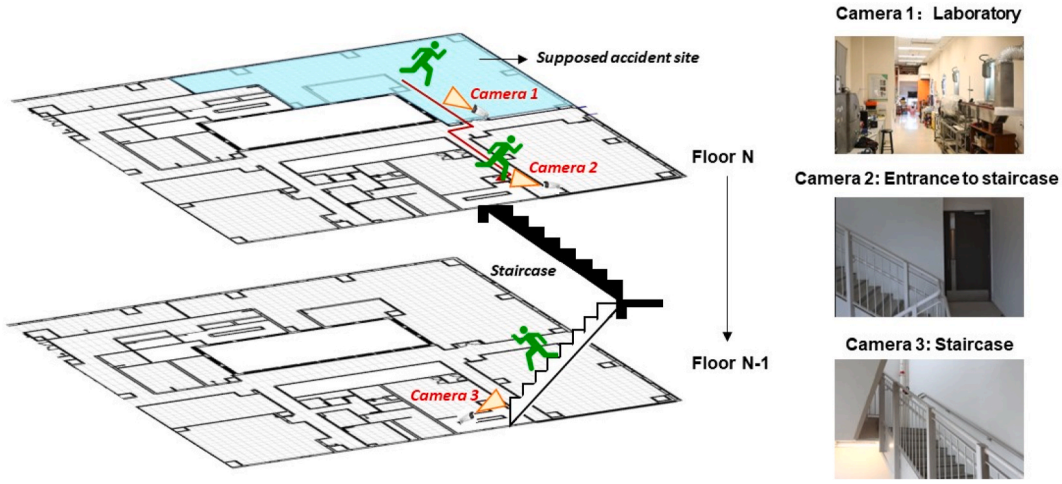 Camera 1：Laboratory
Supposed accident site
Camera 1
Camera 2
Floor N
Camera 2: Entrance to staircase
Staircase
Camera 3: Staircase
Floor N-1
Camera 3